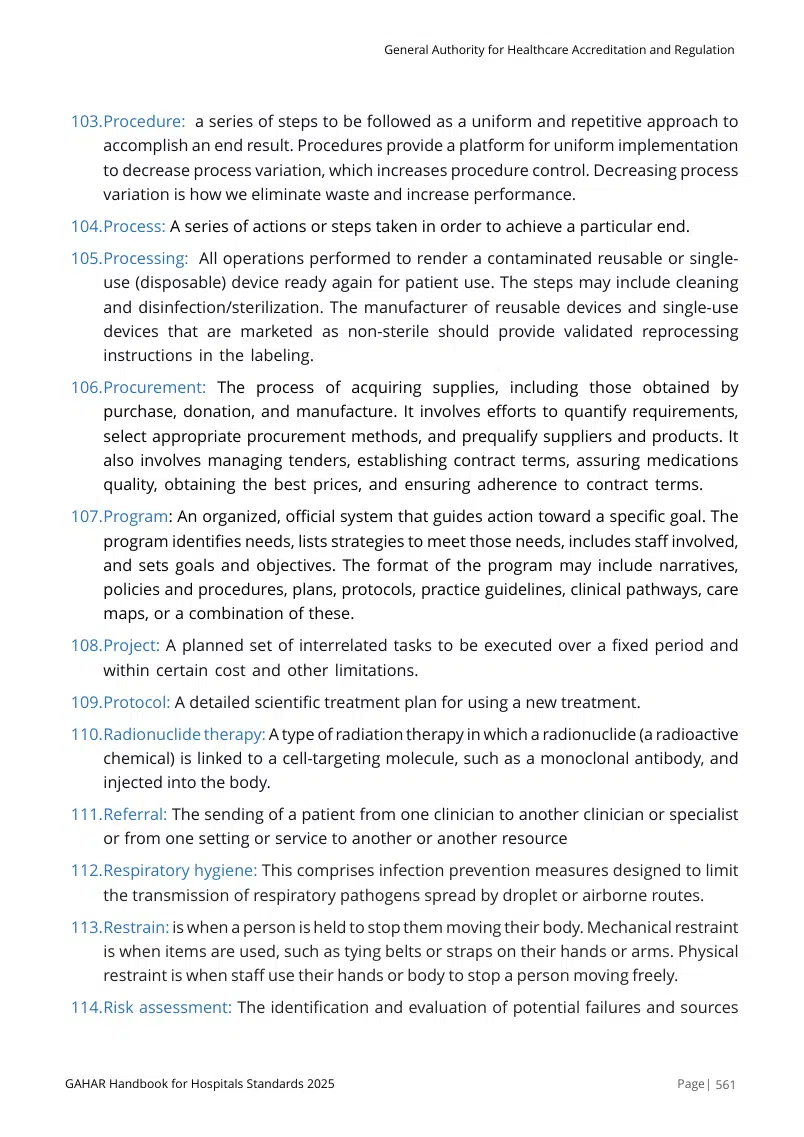 General Authority for Healthcare Accreditation and Regulation
103.Procedure: a series of steps to be followed as a uniform and repetitive approach to
accomplish an end result. Procedures provide a platform for uniform implementation
to decrease process variation, which increases procedure control. Decreasing process
variation is how we eliminate waste and increase performance.
104.Process: A series of actions or steps taken in order to achieve a particular end.
105.Processing: All operations performed to render a contaminated reusable or single-
use (disposable) device ready again for patient use. The steps may include cleaning
and disinfection/sterilization. The manufacturer of reusable devices and single-use
devices that are marketed as non-sterile should provide validated reprocessing
instructions in the labeling.
106.Procurement: The process of acquiring supplies, including those obtained by
purchase, donation, and manufacture. It involves efforts to quantify requirements,
select appropriate procurement methods, and prequalify suppliers and products. It
also involves managing tenders, establishing contract terms, assuring medications
quality, obtaining the best prices, and ensuring adherence to contract terms.
107.Program: An organized, official system that guides action toward a specific goal. The
program identifies needs, lists strategies to meet those needs, includes staff involved,
and sets goals and objectives. The format of the program may include narratives,
policies and procedures, plans, protocols, practice guidelines, clinical pathways, care
maps, or a combination of these.
108.Project: A planned set of interrelated tasks to be executed over a fixed period and
within certain cost and other limitations.
109.Protocol: A detailed scientific treatment plan for using a new treatment.
110.Radionuclide therapy: A type of radiation therapy in which a radionuclide (a radioactive
chemical) is linked to a cell-targeting molecule, such as a monoclonal antibody, and
injected into the body.
111.Referral: The sending of a patient from one clinician to another clinician or specialist
or from one setting or service to another or another resource
112.Respiratory hygiene: This comprises infection prevention measures designed to limit
the transmission of respiratory pathogens spread by droplet or airborne routes.
113.Restrain: is when a person is held to stop them moving their body. Mechanical restraint
is when items are used, such as tying belts or straps on their hands or arms. Physical
restraint is when staff use their hands or body to stop a person moving freely.
114.Risk assessment: The identification and evaluation of potential failures and sources
GAHAR Handbook for Hospitals Standards 2025
Page| 561